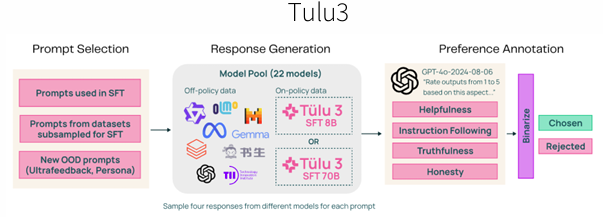 Tulu3
Prompt Selection
Response Generation
Preference Annotation
Prompts used in SFT
Prompts from datasets
subsampled for SFT
New OOD prompts
(Ultrafeedback, Persona)
Model Pool (22 models)
Off-policy data
OLMo
Gemma
书生
TII
On-policy data
Tülu 3
SFT 8B
OR
Tülu 3
SFT 70B
Sample four responses from different models for each prompt
GPT-4o-2024-08-06
"Rate outputs from 1 to 5
based on this aspect..."
Helpfulness
Instruction Following
Truthfulness
Honesty
Binarize
Chosen
Rejected